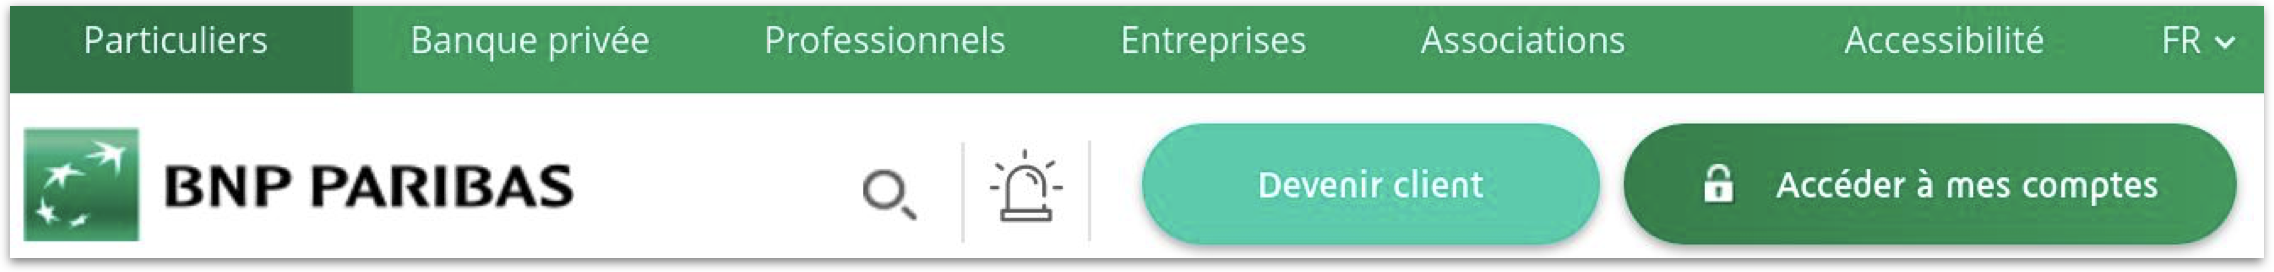 Particuliers Banque privée Professionnels Entreprises Associations Accessibilité FR
BNP PARIBAS Devenir client Accéder à mes comptes